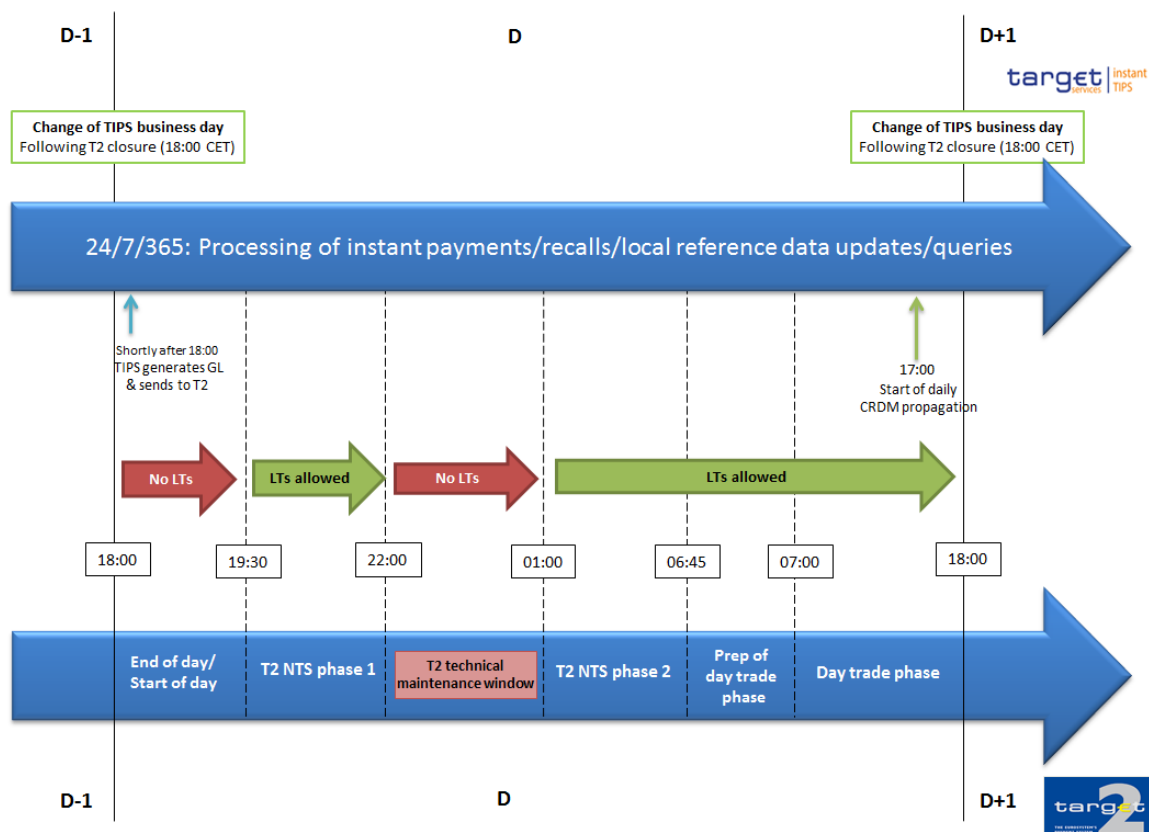 D-1
D
D+1
target
services
instant
TIPS
Change of TIPS business day
Following T2 closure (18:00 CET)
Change of TIPS business day
Following T2 closure (18:00 CET)
24/7/365: Processing of instant payments/recalls/local reference data updates/queries
Shortly after 18:00
TIPS generates GL
& sends to T2
17:00
Start of daily
CRDM propagation
No LTs
LTs allowed
No LTs
LTs allowed
18:00
19:30
22:00
01:00
06:45
07:00
18:00
End of day/
Start of day
T2 NTS phase 1
T2 technical
maintenance window
T2 NTS phase 2
Prep of
day trade
phase
Day trade phase
D-1
D
D+1
target
2